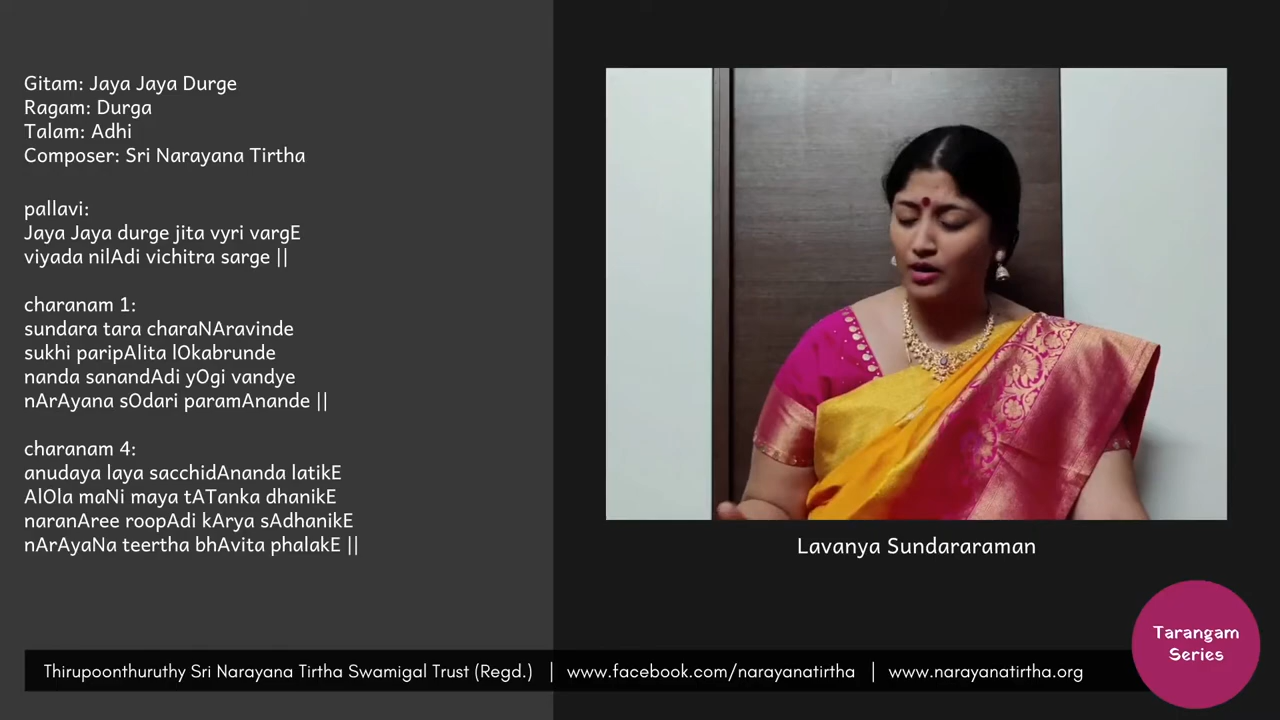 Gitam: Jaya Jaya Durge
Ragam: Durga
Talam: Adhi
Composer: Sri Narayana Tirtha
pallavi:
Jaya Jaya durge jita vyri vargE
viyada nilAdi vichitra sarge ||
charanam 1:
sundara tara charaNAravinde
sukhi paripAlita lOkabrunde
nanda sanandAdi yOgi vandye
nArAyana sOdari paramAnande ||
charanam 4:
anudaya laya sacchidAnanda latikE
AlOla maNi maya tATanka dhanikE
naranAree roopAdi kArya sAdhanikE
nArAyaNa teertha bhAvita phalakE ||
Lavanya Sundararaman
Tarangam
Series
Thirupoonthuruthy Sri Narayana Tirtha Swamigal Trust (Regd.) | www.facebook.com/narayanatirtha | www.narayanatirtha.org